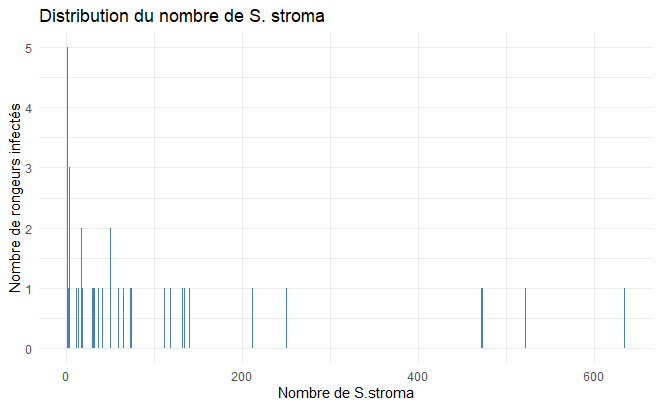 Distribution du nombre de S. stroma
Nombre de rongeurs infectés
5
4
3
2
1
0
0 200 400 600
Nombre de S.stroma